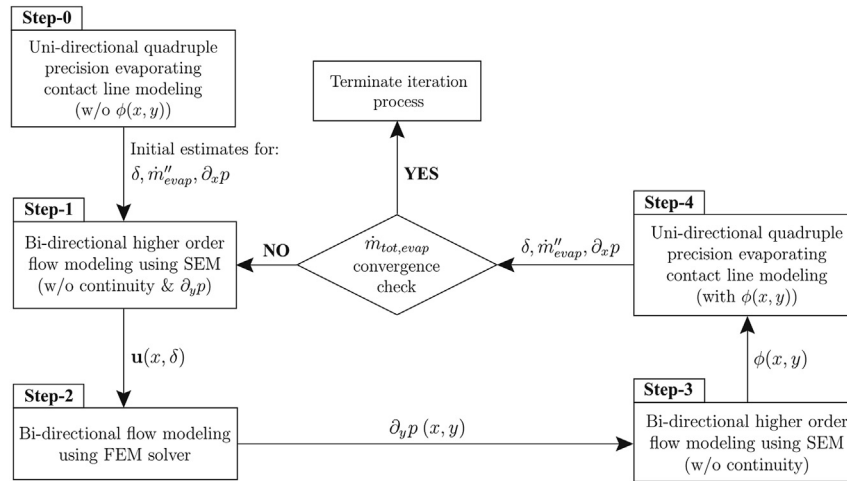 Step-0
Uni-directional quadruple
precision evaporating
contact line modeling
(w/o ϕ(x, y))
Initial estimates for:
δ, ṁ″evap, ∂ₓp
Step-1
Bi-directional higher order
flow modeling using SEM
(w/o continuity & ∂yp)
u(x, δ)
Step-2
Bi-directional flow modeling
using FEM solver
∂yp (x, y)
Step-3
Bi-directional higher order
flow modeling using SEM
(w/o continuity)
ϕ(x, y)
Step-4
Uni-directional quadruple
precision evaporating
contact line modeling
(with ϕ(x, y))
δ, ṁ″evap, ∂ₓp
ṁtot,evap
convergence
check
NO
YES
Terminate iteration
process